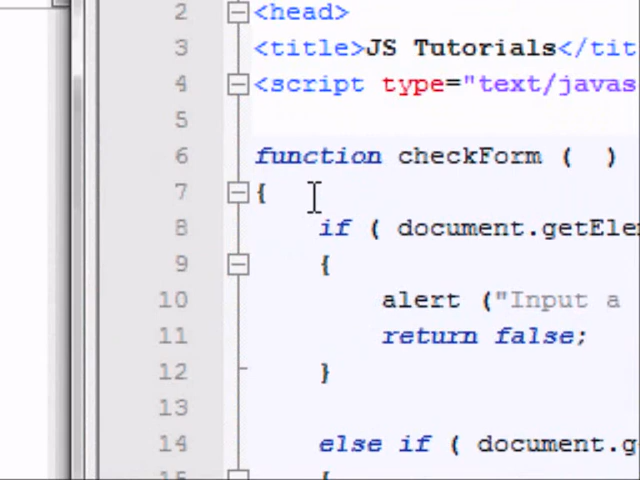 2 <head>
3 <title>JS Tutorials</tit
4 <script type="text/javas
5
6 function checkForm ( )
7 {
8 if ( document.getEle
9 {
10 alert ("Input a
11 return false;
12 }
13
14 else if ( document.g
15 {